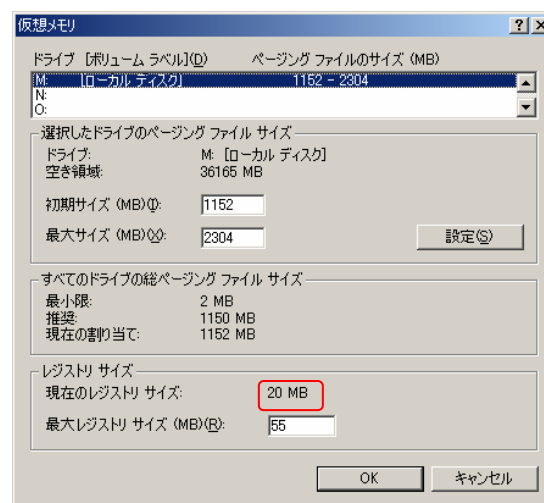 仮想メモリ
ドライブ [ボリューム ラベル](D) ページング ファイルのサイズ (MB)
M: [ローカル ディスク] 1152 - 2304
N:
O:
選択したドライブのページング ファイル サイズ
ドライブ: M: [ローカル ディスク]
空き領域: 36165 MB
初期サイズ (MB)(I): 1152
最大サイズ (MB)(X): 2304
設定(S)
すべてのドライブの総ページング ファイル サイズ
最小限: 2 MB
推奨: 1150 MB
現在の割り当て: 1152 MB
レジストリ サイズ
現在のレジストリ サイズ: 20 MB
最大レジストリ サイズ (MB)(R): 55
OK キャンセル